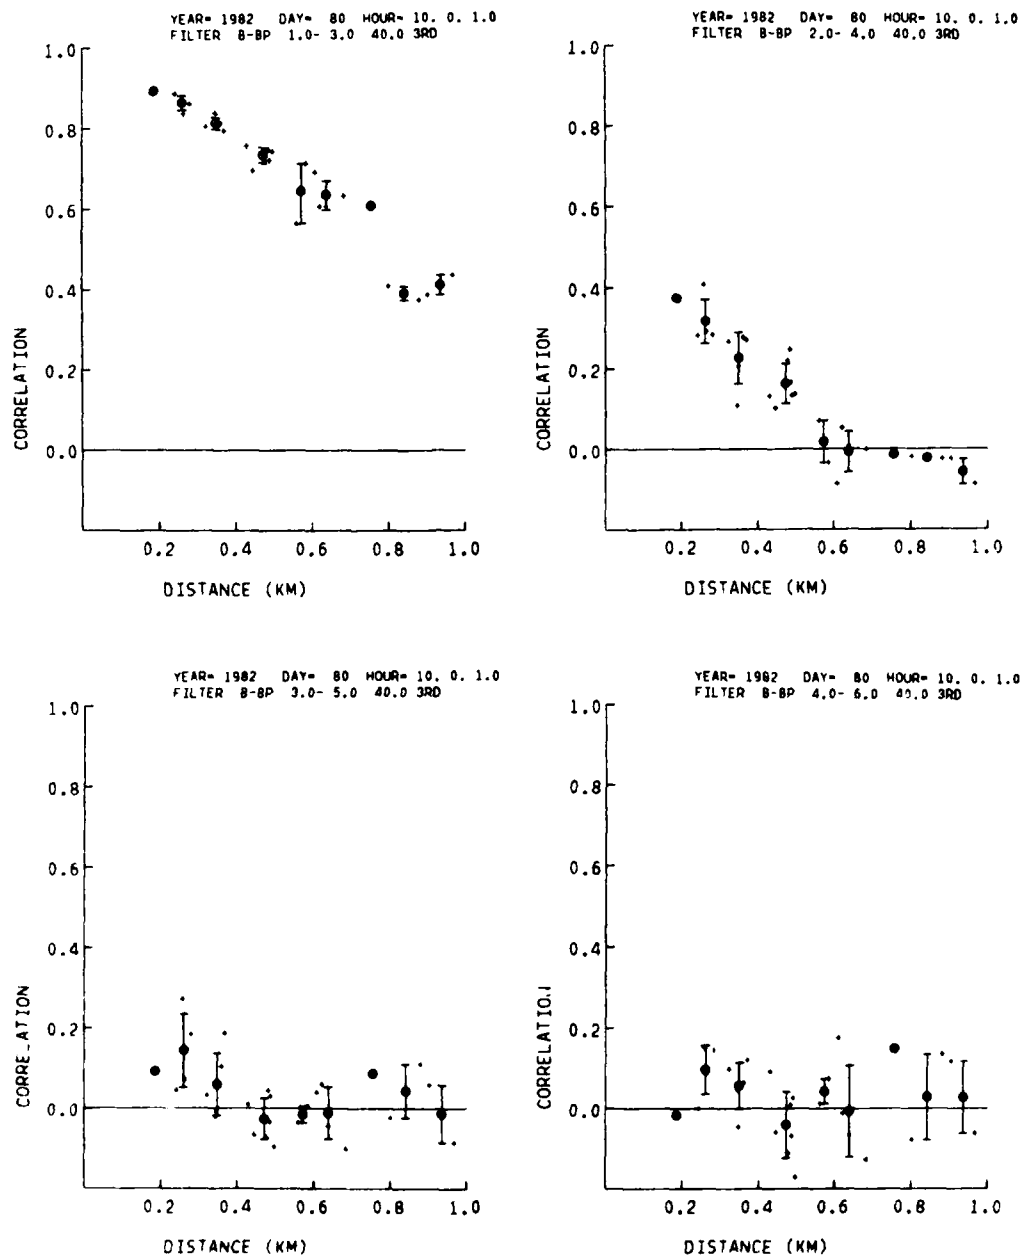 YEAR= 1982 DAY= 80 HOUR= 10. 0. 1.0
FILTER B-BP 1.0- 3.0 40.0 3RD
1.0
0.8
0.6
0.4
0.2
0.0
CORRELATION
0.2 0.4 0.6 0.8 1.0
DISTANCE (KM)
YEAR= 1982 DAY= 80 HOUR= 10. 0. 1.0
FILTER B-BP 2.0- 4.0 40.0 3RD
1.0
0.8
0.6
0.4
0.2
0.0
CORRELATION
0.2 0.4 0.6 0.8 1.0
DISTANCE (KM)
YEAR= 1982 DAY= 80 HOUR= 10. 0. 1.0
FILTER B-BP 3.0- 5.0 40.0 3RD
1.0
0.8
0.6
0.4
0.2
0.0
CORRELATION
0.2 0.4 0.6 0.8 1.0
DISTANCE (KM)
YEAR= 1982 DAY= 80 HOUR= 10. 0. 1.0
FILTER B-BP 4.0- 6.0 40.0 3RD
1.0
0.8
0.6
0.4
0.2
0.0
CORRELATION
0.2 0.4 0.6 0.8 1.0
DISTANCE (KM)